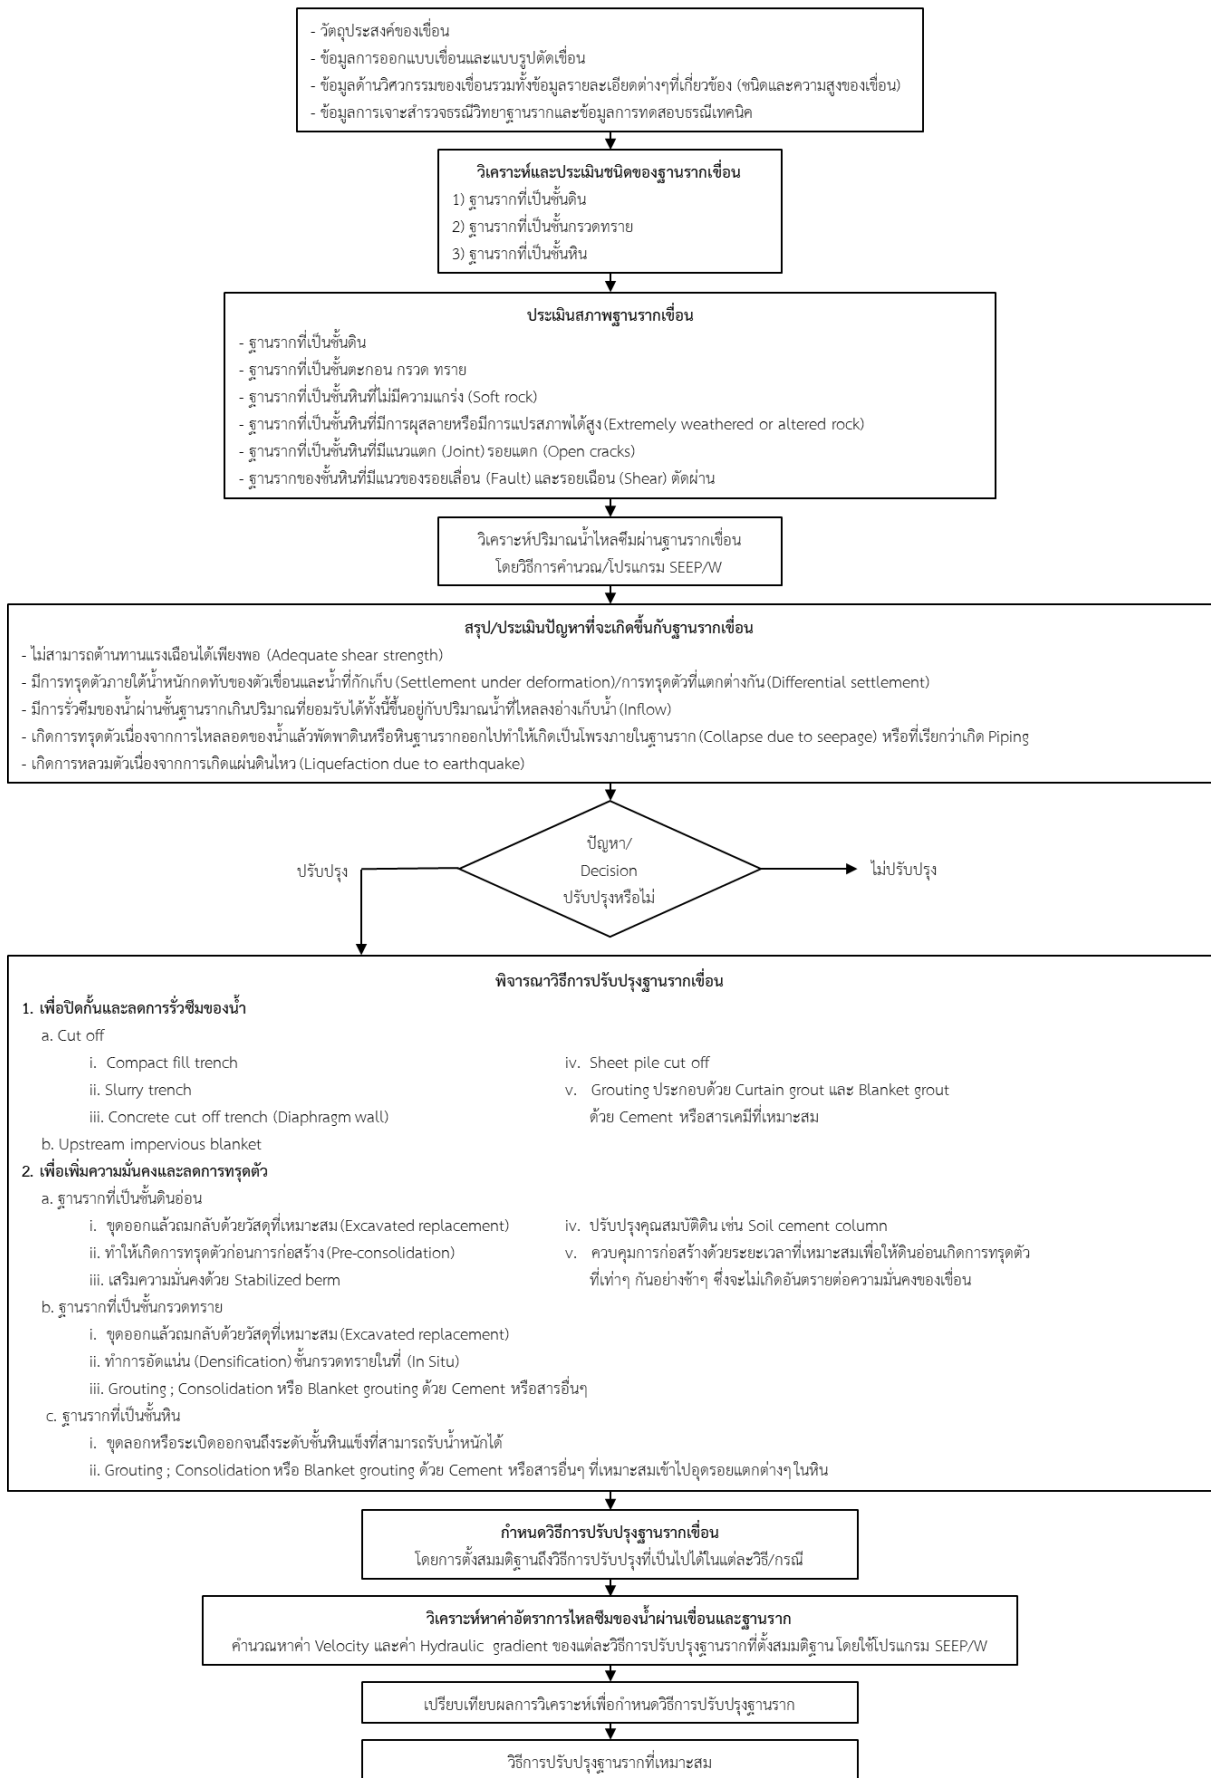 - วัตถุประสงค์ของเขื่อน
- ข้อมูลการออกแบบเขื่อนและแบบรูปตัดเขื่อน
- ข้อมูลด้านวิศวกรรมของเขื่อนรวมทั้งข้อมูลรายละเอียดต่างๆที่เกี่ยวข้อง (ชนิดและความสูงของเขื่อน)
- ข้อมูลการเจาะสำรวจธรณีวิทยาฐานรากและข้อมูลการทดสอบธรณีเทคนิค
วิเคราะห์และประเมินชนิดของฐานรากเขื่อน
1) ฐานรากที่เป็นชั้นดิน
2) ฐานรากที่เป็นชั้นกรวดทราย
3) ฐานรากที่เป็นชั้นหิน
ประเมินสภาพฐานรากเขื่อน
- ฐานรากที่เป็นชั้นดิน
- ฐานรากที่เป็นชั้นตะกอน กรวด ทราย
- ฐานรากที่เป็นชั้นหินที่ไม่มีความแกร่ง (Soft rock)
- ฐานรากที่เป็นชั้นหินที่มีการผุสลายหรือมีการแปรสภาพได้สูง (Extremely weathered or altered rock)
- ฐานรากที่เป็นชั้นหินที่มีแนวแตก (Joint) รอยแตก (Open cracks)
- ฐานรากของชั้นหินที่มีแนวของรอยเลื่อน (Fault) และรอยเฉือน (Shear) ตัดผ่าน
วิเคราะห์ปริมาณน้ำไหลซึมผ่านฐานรากเขื่อน
โดยวิธีการคำนวณ/โปรแกรม SEEP/W
สรุป/ประเมินปัญหาที่จะเกิดขึ้นกับฐานรากเขื่อน
- ไม่สามารถต้านทานแรงเฉือนได้เพียงพอ (Adequate shear strength)
- มีการทรุดตัวภายใต้น้ำหนักกดทับของตัวเขื่อนและน้ำที่กักเก็บ (Settlement under deformation)/การทรุดตัวที่แตกต่างกัน (Differential settlement)
- มีการรั่วซึมของน้ำผ่านชั้นฐานรากเกินปริมาณที่ยอมรับได้ทั้งนี้ขึ้นอยู่กับปริมาณน้ำที่ไหลลงอ่างเก็บน้ำ (Inflow)
- เกิดการทรุดตัวเนื่องจากการไหลลอดของน้ำแล้วพัดพาดินหรือหินฐานรากออกไปทำให้เกิดเป็นโพรงภายในฐานราก (Collapse due to seepage) หรือที่เรียกว่าเกิด Piping
- เกิดการหลวมตัวเนื่องจากการเกิดแผ่นดินไหว (Liquefaction due to earthquake)
ปัญหา/
Decision
ปรับปรุงหรือไม่
ปรับปรุง
ไม่ปรับปรุง
พิจารณาวิธีการปรับปรุงฐานรากเขื่อน
1. เพื่อปิดกั้นและลดการรั่วซึมของน้ำ
a. Cut off
i. Compact fill trench
ii. Slurry trench
iii. Concrete cut off trench (Diaphragm wall)
iv. Sheet pile cut off
v. Grouting ประกอบด้วย Curtain grout และ Blanket grout
ด้วย Cement หรือสารเคมีที่เหมาะสม
b. Upstream impervious blanket
2. เพื่อเพิ่มความมั่นคงและลดการทรุดตัว
a. ฐานรากที่เป็นชั้นดินอ่อน
i. ขุดออกแล้วถมกลับด้วยวัสดุที่เหมาะสม (Excavated replacement)
ii. ทำให้เกิดการทรุดตัวก่อนการก่อสร้าง (Pre-consolidation)
iii. เสริมความมั่นคงด้วย Stabilized berm
iv. ปรับปรุงคุณสมบัติดิน เช่น Soil cement column
v. ควบคุมการก่อสร้างด้วยระยะเวลาที่เหมาะสมเพื่อให้ดินอ่อนเกิดการทรุดตัว
ที่เท่าๆ กันอย่างช้าๆ ซึ่งจะไม่เกิดอันตรายต่อความมั่นคงของเขื่อน
b. ฐานรากที่เป็นชั้นกรวดทราย
i. ขุดออกแล้วถมกลับด้วยวัสดุที่เหมาะสม (Excavated replacement)
ii. ทำการอัดแน่น (Densification) ชั้นกรวดทรายในที่ (In Situ)
iii. Grouting ; Consolidation หรือ Blanket grouting ด้วย Cement หรือสารอื่นๆ
c. ฐานรากที่เป็นชั้นหิน
i. ขุดลอกหรือระเบิดออกจนถึงระดับชั้นหินแข็งที่สามารถรับน้ำหนักได้
ii. Grouting ; Consolidation หรือ Blanket grouting ด้วย Cement หรือสารอื่นๆ ที่เหมาะสมเข้าไปอุดรอยแตกต่างๆ ในหิน
กำหนดวิธีการปรับปรุงฐานรากเขื่อน
โดยการตั้งสมมติฐานถึงวิธีการปรับปรุงที่เป็นไปได้ในแต่ละวิธี/กรณี
วิเคราะห์หาค่าอัตราการไหลซึมของน้ำผ่านเขื่อนและฐานราก
คำนวณหาค่า Velocity และค่า Hydraulic gradient ของแต่ละวิธีการปรับปรุงฐานรากที่ตั้งสมมติฐาน โดยใช้โปรแกรม SEEP/W
เปรียบเทียบผลการวิเคราะห์เพื่อกำหนดวิธีการปรับปรุงฐานราก
วิธีการปรับปรุงฐานรากที่เหมาะสม